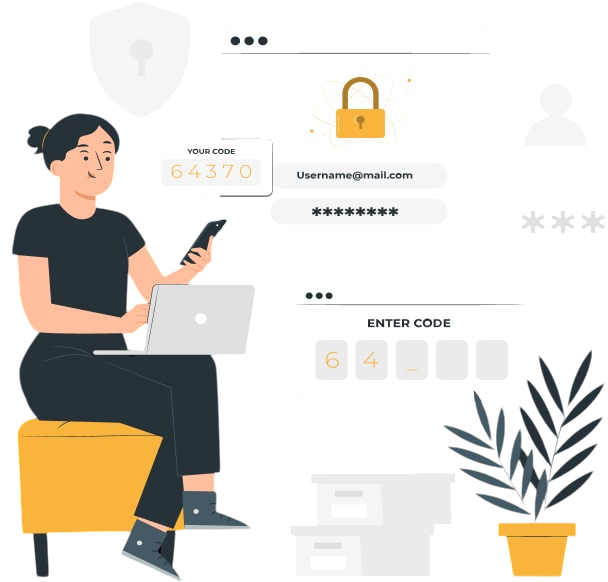 YOUR CODE
64370
Username@mail.com
********
***
ENTER CODE
6 4 _